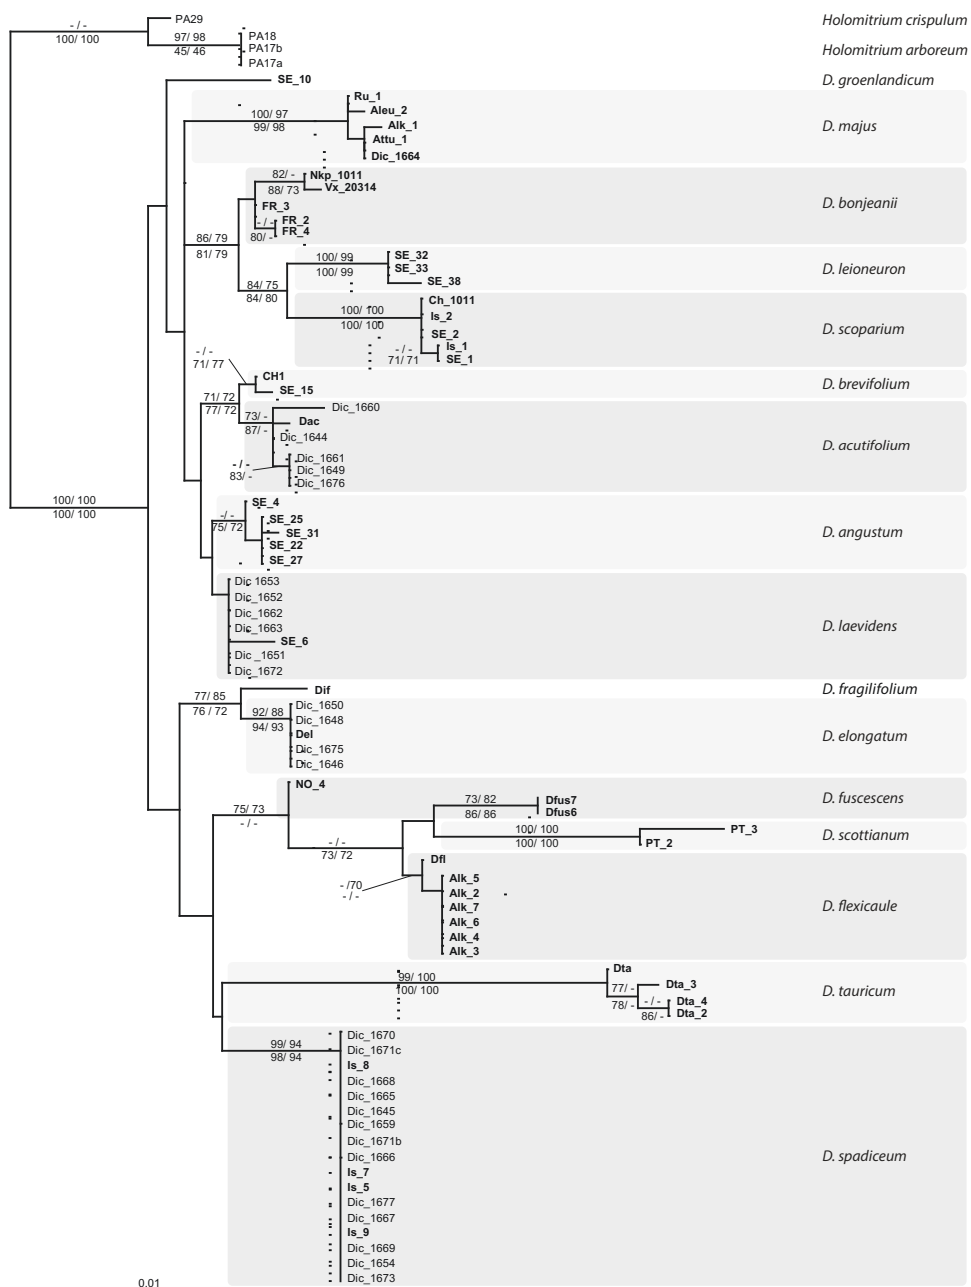 PA29
Holomitrium crispulum
- / -
100/ 100
97/ 98
45/ 46
PA18
PA17b
Holomitrium arboreum
PA17a
SE_10
D. groenlandicum
Ru_1
100/ 97
99/ 98
Aleu_2
Alk_1
D. majus
Attu_1
Dic_1664
82/ -
88/ 73
Nkp_1011
Vx_20314
D. bonjeanii
FR_3
- / -
80/ -
FR_2
FR_4
86/ 79
81/ 79
100/ 99
100/ 99
SE_32
SE_33
D. leioneuron
SE_38
84/ 75
84/ 80
Ch_1011
100/ 100
100/ 100
Is_2
SE_2
D. scoparium
- / -
71/ 71
Is_1
SE_1
- / -
71/ 77
CH1
SE_15
D. brevifolium
71/ 72
77/ 72
Dic_1660
73/ -
87/ -
Dac
Dic_1644
D. acutifolium
- / -
83/ -
Dic_1661
Dic_1649
Dic_1676
100/ 100
100/ 100
SE_4
-/ -
75/ 72
SE_25
SE_31
D. angustum
SE_22
SE_27
Dic 1653
Dic_1652
Dic_1662
Dic_1663
D. laevidens
SE_6
Dic _1651
Dic_1672
77/ 85
76 / 72
Dif
D. fragilifolium
92/ 88
94/ 93
Dic_1650
Dic_1648
Del
D. elongatum
Dic_1675
Dic_1646
NO_4
75/ 73
- / -
73/ 82
86/ 86
Dfus7
Dfus6
D. fuscescens
100/ 100
100/ 100
PT_3
PT_2
D. scottianum
- / -
73/ 72
Dfl
- /70
- / -
Alk_5
Alk_2
Alk_7
D. flexicaule
Alk_6
Alk_4
Alk_3
99/ 100
100/ 100
Dta
77/ -
78/ -
Dta_3
D. tauricum
- / -
86/ -
Dta_4
Dta_2
99/ 94
98/ 94
Dic_1670
Dic_1671c
Is_8
Dic_1668
Dic_1665
Dic_1645
Dic_1659
Dic_1671b
Dic_1666
D. spadiceum
Is_7
Is_5
Dic_1677
Dic_1667
Is_9
Dic_1669
Dic_1654
Dic_1673
0.01